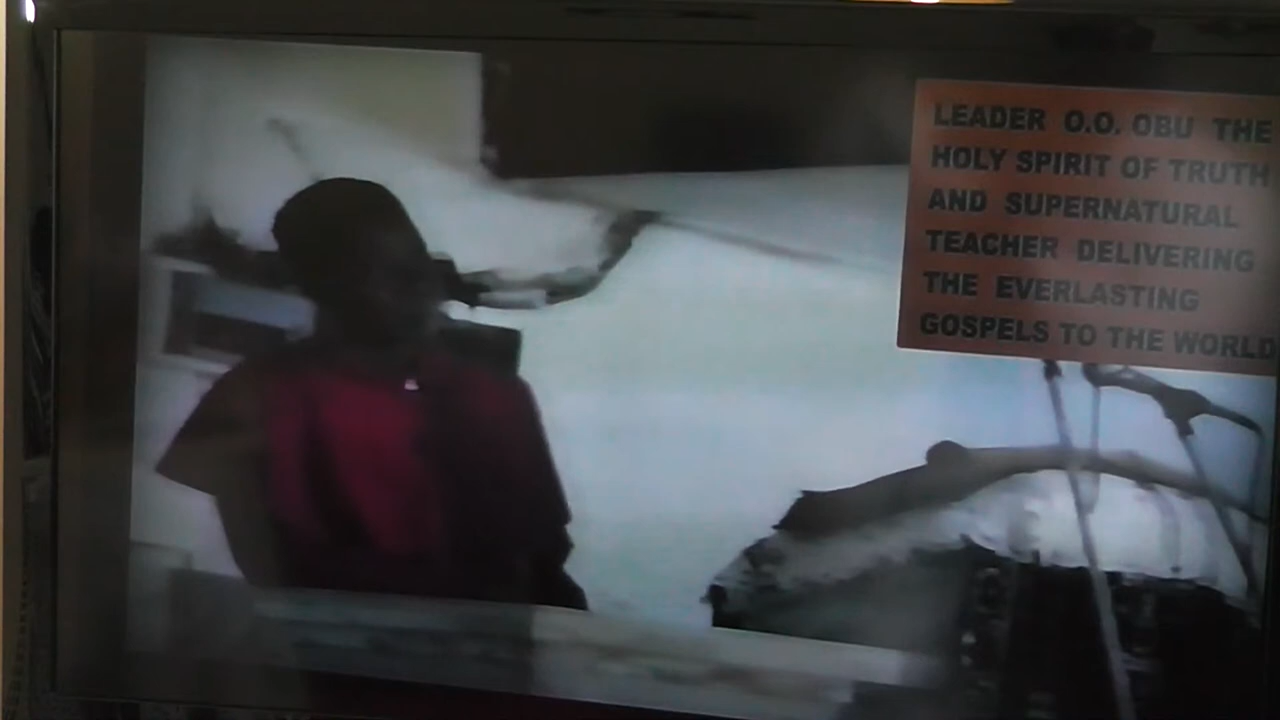 LEADER O.O. OBU THE
HOLY SPIRIT OF TRUTH
AND SUPERNATURAL
TEACHER DELIVERING
THE EVERLASTING
GOSPELS TO THE WORLD